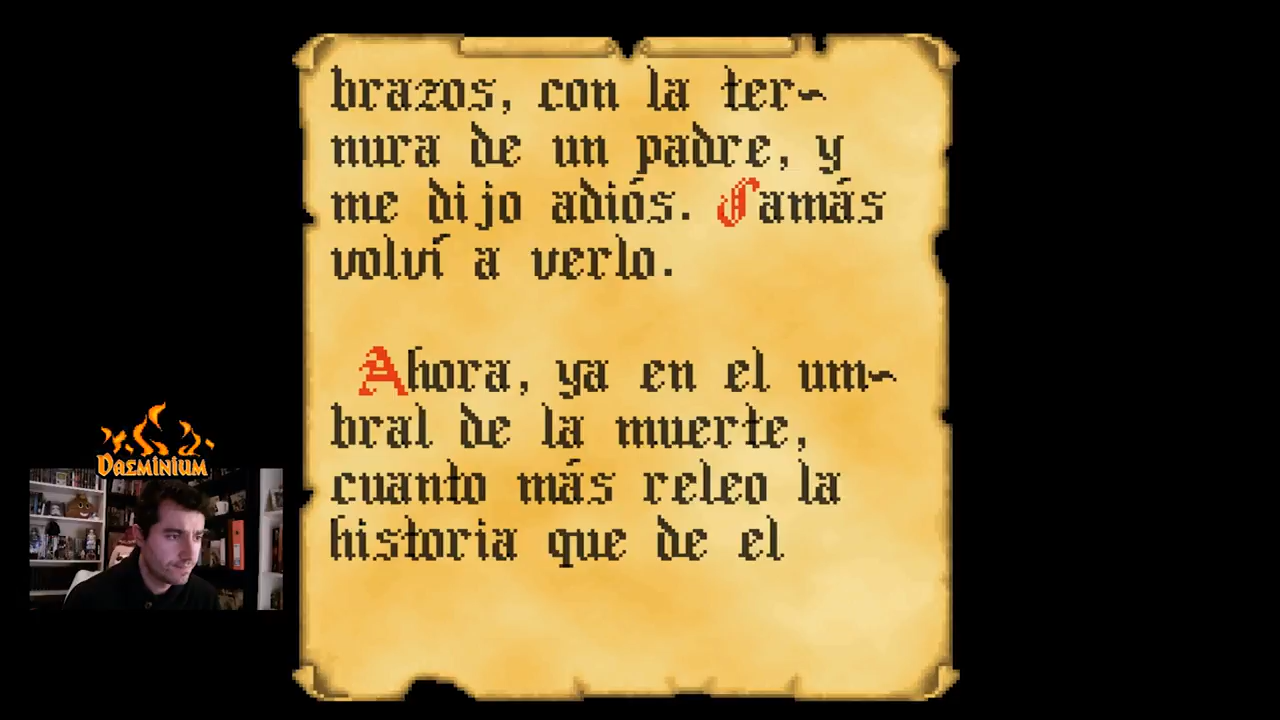 brazos, con la ter-
nura de un padre, y
me dijo adiós. Jamás
volví a verlo.
Ahora, ya en el um-
bral de la muerte,
cuanto más releo la
historia que de el
DAEMINIUM